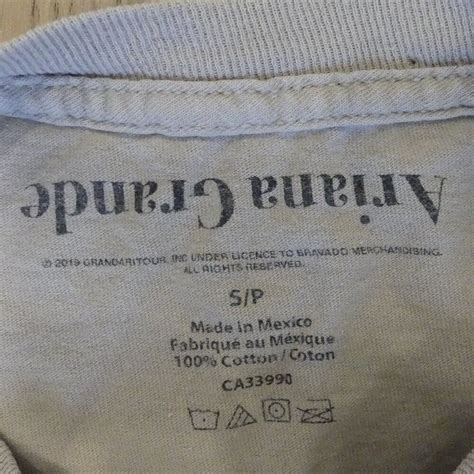 Ariana Grande
© 2019 GRANDARITOUR, INC UNDER LICENCE TO BRAVADO MERCHANDISING.
ALL RIGHTS RESERVED.
S/P
Made in Mexico
Fabriqué au Méxique
100% Cotton / Coton
CA33990